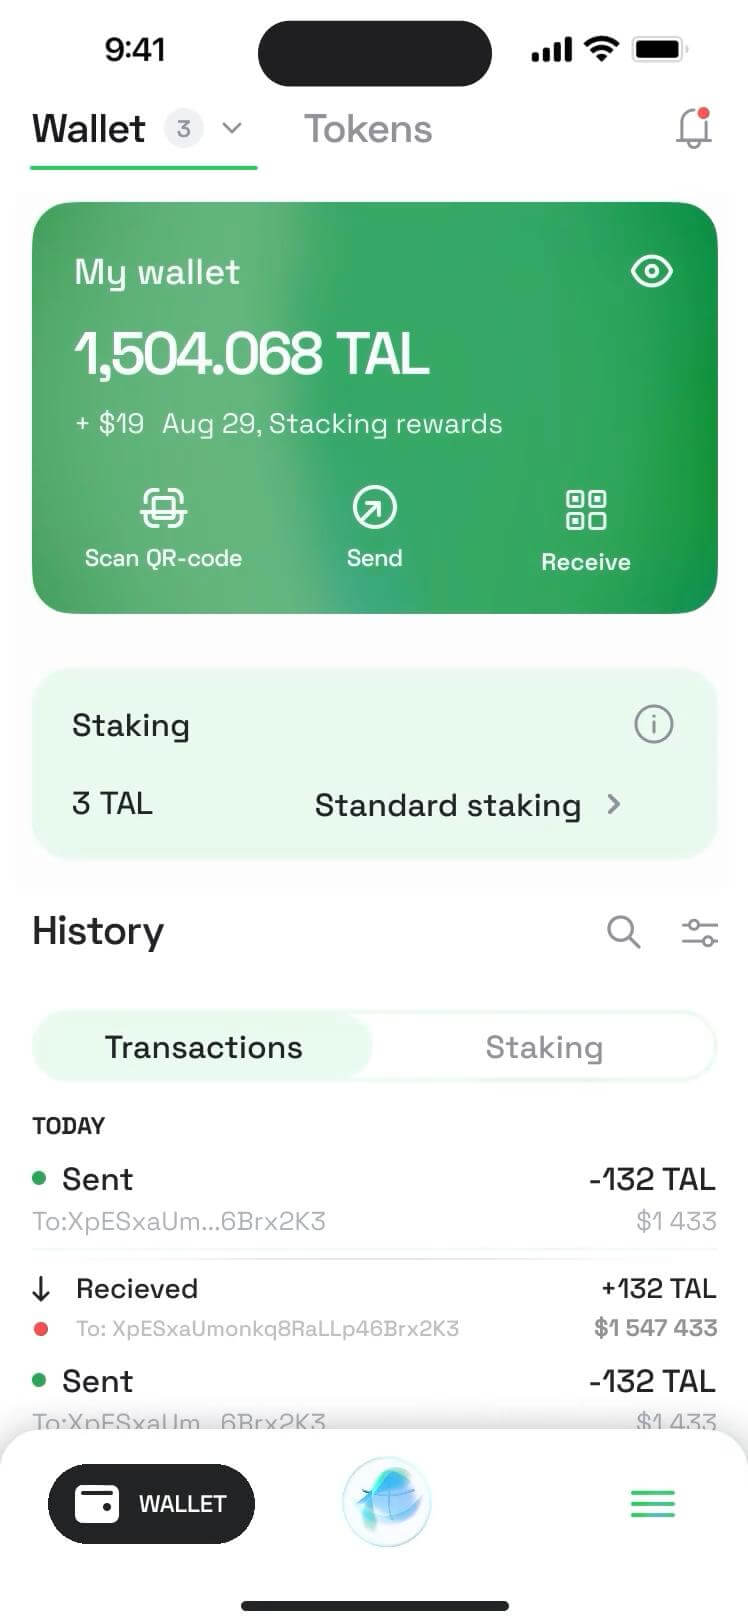 9:41
Wallet 3 Tokens
My wallet
1,504.068 TAL
+ $19 Aug 29, Stacking rewards
Scan QR-code Send Receive
Staking
3 TAL Standard staking
History
Transactions Staking
TODAY
Sent -132 TAL
To:XpESxaUm...6Brx2K3 $1 433
Recieved +132 TAL
To: XpESxaUmonkq8RaLLp46Brx2K3 $1 547 433
Sent -132 TAL
To:XpESxaUm...6Brx2K3 $1 433
WALLET